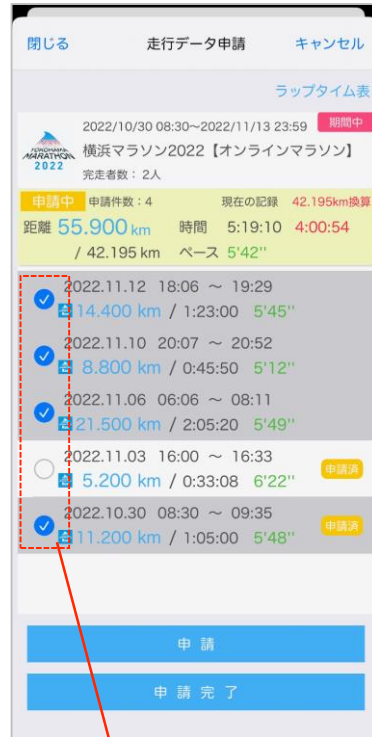 閉じる 走行データ申請 キャンセル
ラップタイム表
2022/10/30 08:30~2022/11/13 23:59 期間中
YOKOHAMA MARATHON 2022
横浜マラソン2022【オンラインマラソン】
完走者数：2人
申請中 申請件数：4 現在の記録 42.195km換算
距離 55.900 km 時間 5:19:10 4:00:54
/ 42.195 km ペース 5'42''
2022.11.12 18:06 ～ 19:29
14.400 km / 1:23:00 5'45''
2022.11.10 20:07 ～ 20:52
8.800 km / 0:45:50 5'12''
2022.11.06 06:06 ～ 08:11
21.500 km / 2:05:20 5'49''
2022.11.03 16:00 ～ 16:33
5.200 km / 0:33:08 6'22'' 申請済
2022.10.30 08:30 ～ 09:35
11.200 km / 1:05:00 5'48'' 申請済
申 請
申 請 完 了